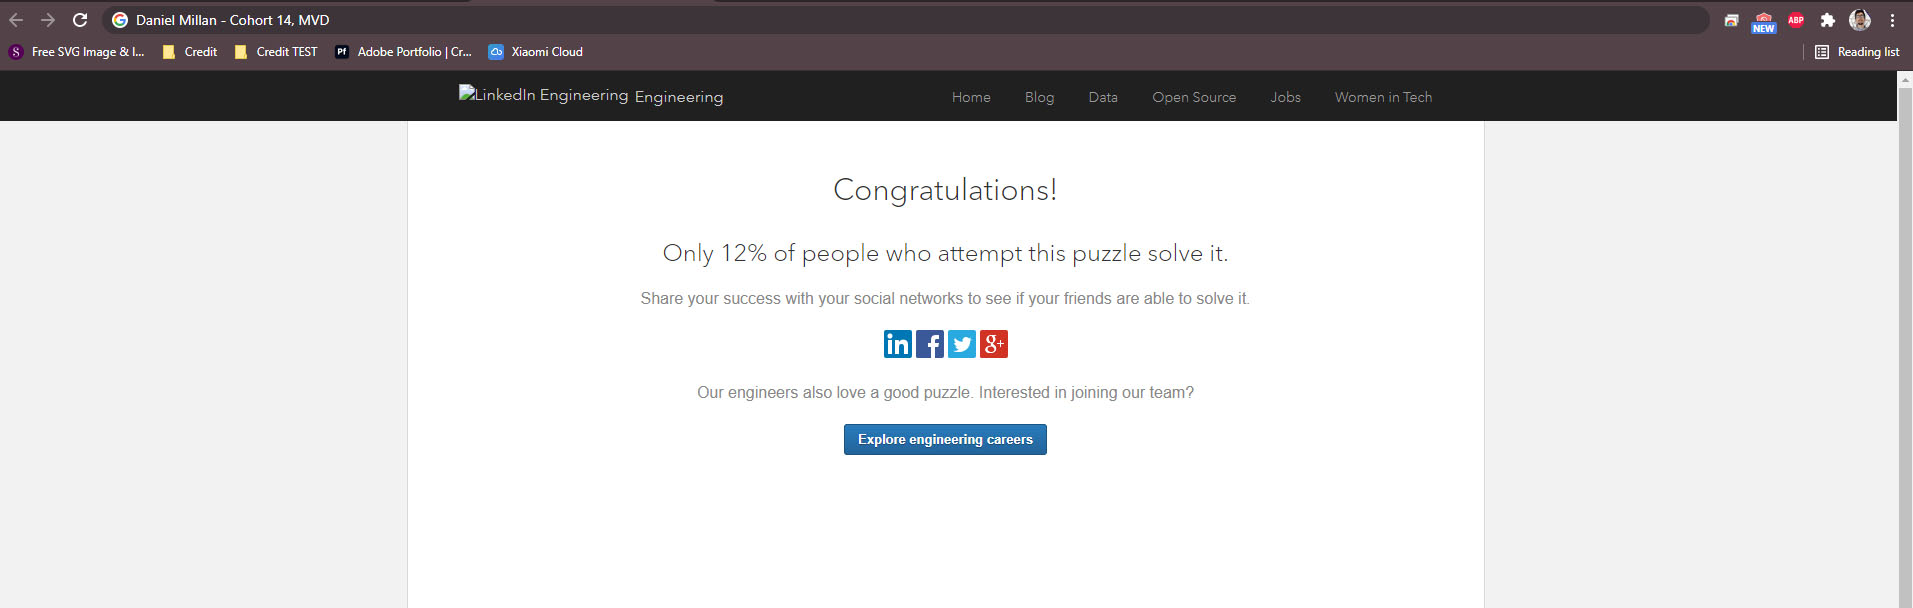 Daniel Millan - Cohort 14, MVD
ABP
NEW
S Free SVG Image & I... Credit Credit TEST Pf Adobe Portfolio | Cr... Xiaomi Cloud Reading list
LinkedIn Engineering Engineering Home Blog Data Open Source Jobs Women in Tech
Congratulations!
Only 12% of people who attempt this puzzle solve it.
Share your success with your social networks to see if your friends are able to solve it.
in f g+
Our engineers also love a good puzzle. Interested in joining our team?
Explore engineering careers